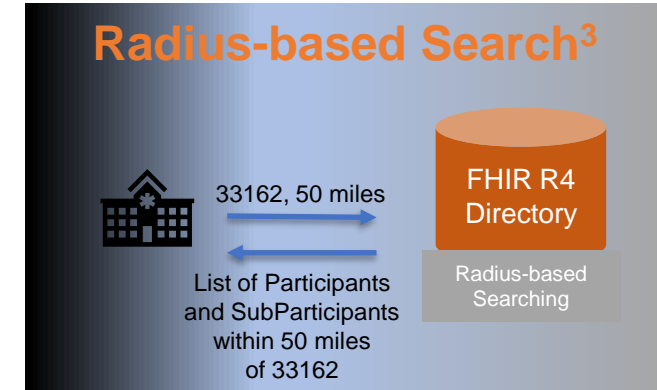 Radius-based Search³
33162, 50 miles
FHIR R4
Directory
List of Participants
and SubParticipants
within 50 miles
of 33162
Radius-based
Searching